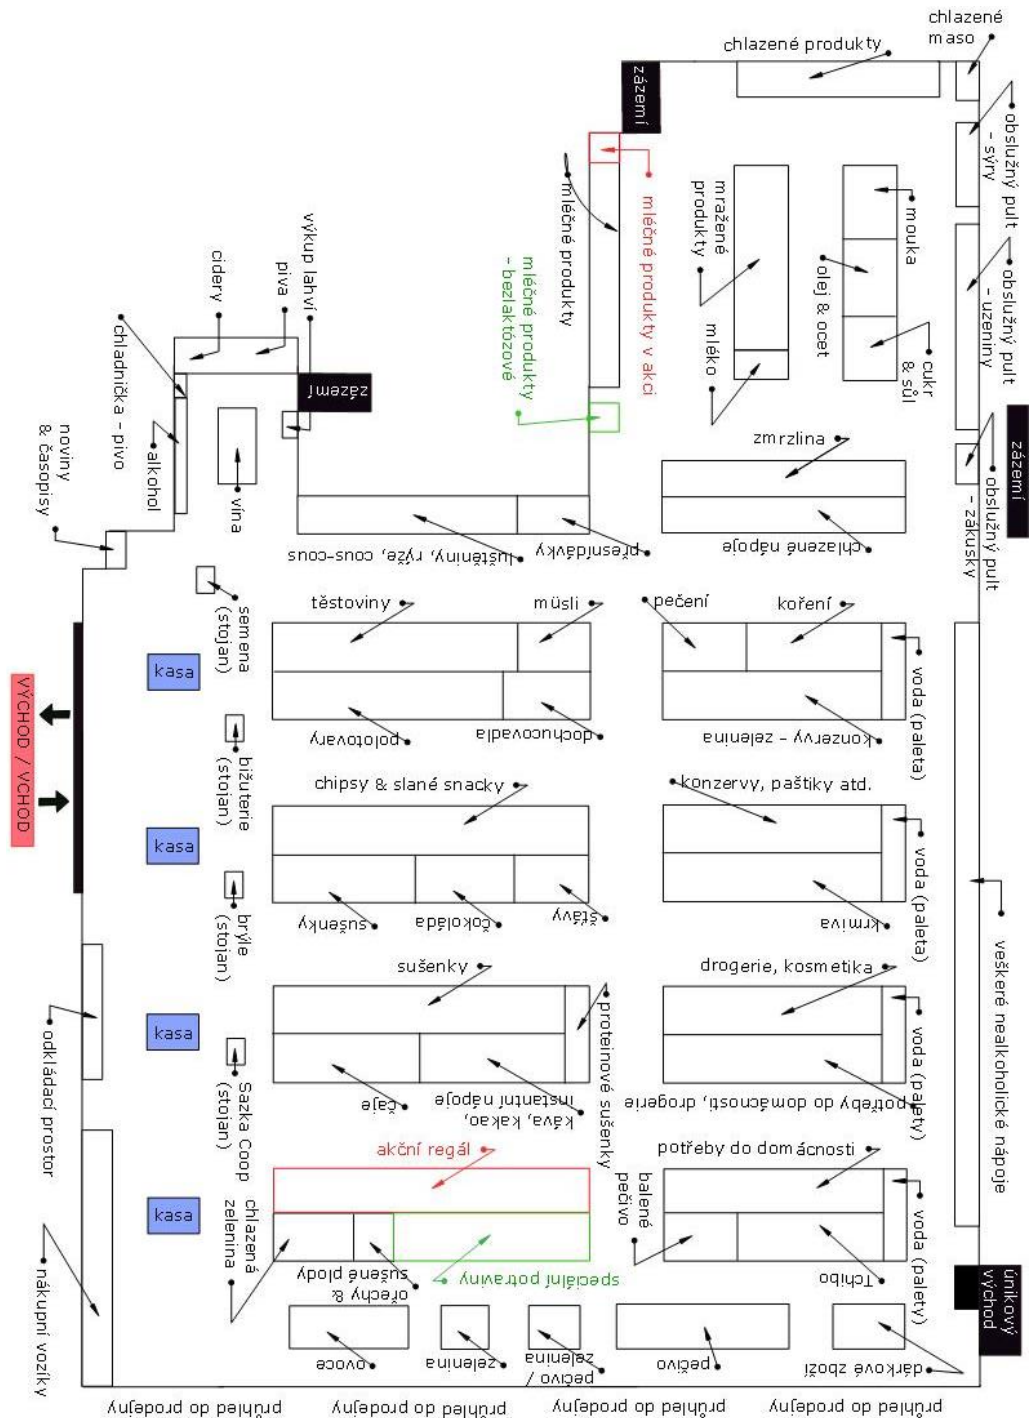 chlazené
maso
chlazené produkty
zázemí
obslužný pult
- sýry
mléčné produkty
mléčné produkty v akci
mražené
produkty
mouka
olej & ocet
obslužný pult
- uzeniny
výkup lahví
piva
cidery
mléčné produkty
- bezlaktózové
mléko
cukr
& sůl
chladnička - pivo
zázemí
alkohol
noviny
& časopisy
vína
zmrzlina
zázemí
obslužný pult
- zákusky
luštěniny, rýže, cous-cous
přesnídávky
chlazené nápoje
semena
(stojan)
těstoviny
müsli
pečení
koření
voda (paleta)
kasa
VÝCHOD / VCHOD
bižuterie
(stojan)
polotovary
dochucovadla
konzervy - zelenina
chipsy & slané snacky
konzervy, paštiky atd.
voda (paleta)
kasa
brýle
(stojan)
sušenky
čokoláda
šťávy
krmiva
veškeré nealkoholické nápoje
sušenky
proteinové sušenky
drogerie, kosmetika
voda (palety)
odkládací prostor
kasa
Sazka Coop
(stojan)
čaje
káva, kakao,
instantní nápoje
potřeby do domácnosti, drogerie
akční regál
balené
pečivo
potřeby do domácnosti
voda (palety)
kasa
chlazená
zelenina
ořechy &
sušené plody
speciální potraviny
Tchibo
únikový
východ
nákupní vozíky
ovoce
zelenina
pečivo /
zelenina
pečivo
dárkové zboží
průhled do prodejny
průhled do prodejny
průhled do prodejny
průhled do prodejny